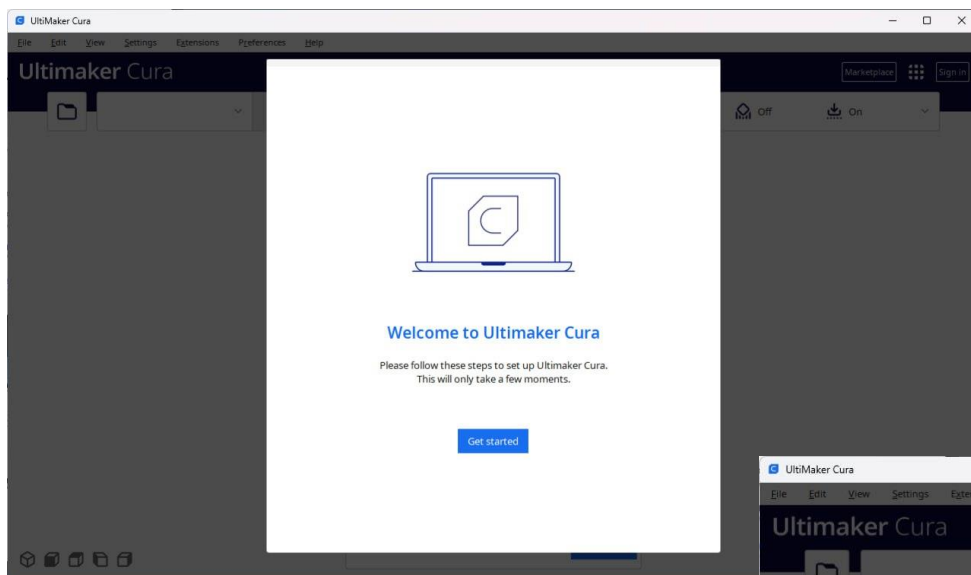 UltiMaker Cura
File Edit View Settings Extensions Preferences Help
Ultimaker Cura
Marketplace
Sign in
Off
On
Welcome to Ultimaker Cura
Please follow these steps to set up Ultimaker Cura.
This will only take a few moments.
Get started
UltiMaker Cura
File Edit View Settings Exte
Ultimaker Cura